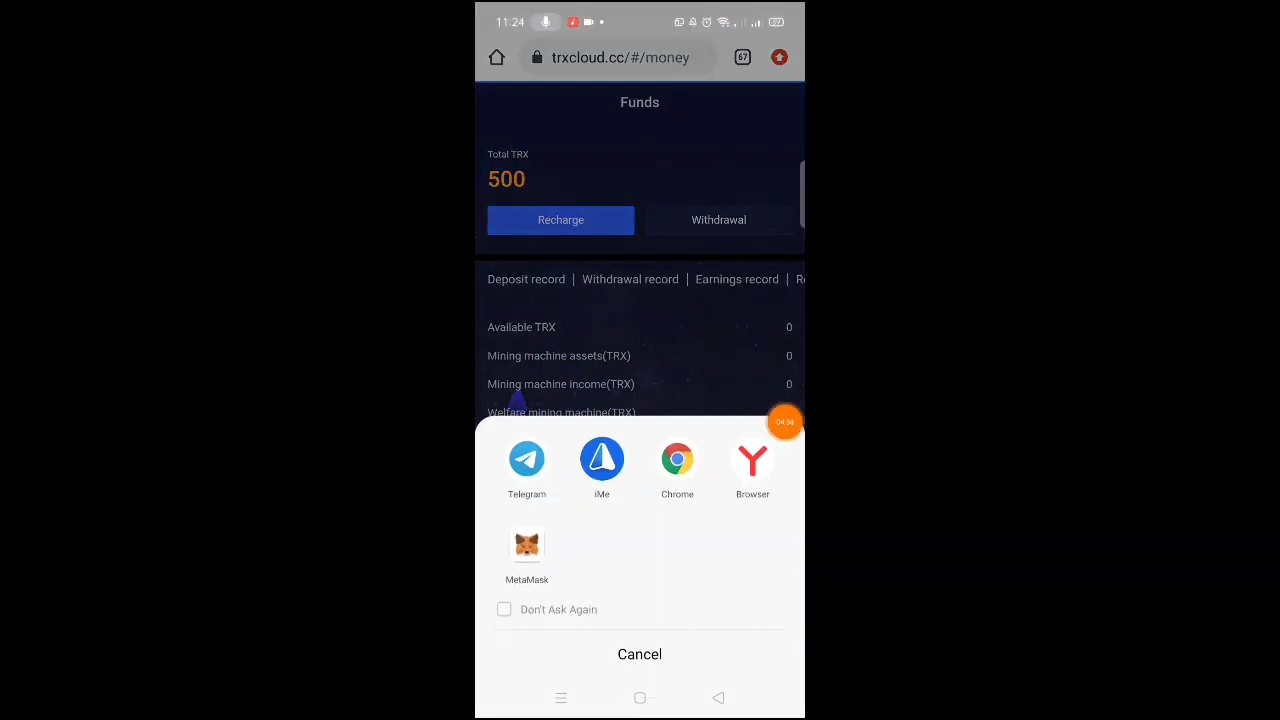 11.24
trxcloud.cc/#/money
67
Funds
Total TRX
500
Recharge
Withdrawal
Deposit record | Withdrawal record | Earnings record | R
Available TRX 0
Mining machine assets(TRX) 0
Mining machine income(TRX) 0
Welfare mining machine(TRX)
04:34
Telegram
iMe
Chrome
Browser
MetaMask
Don't Ask Again
Cancel